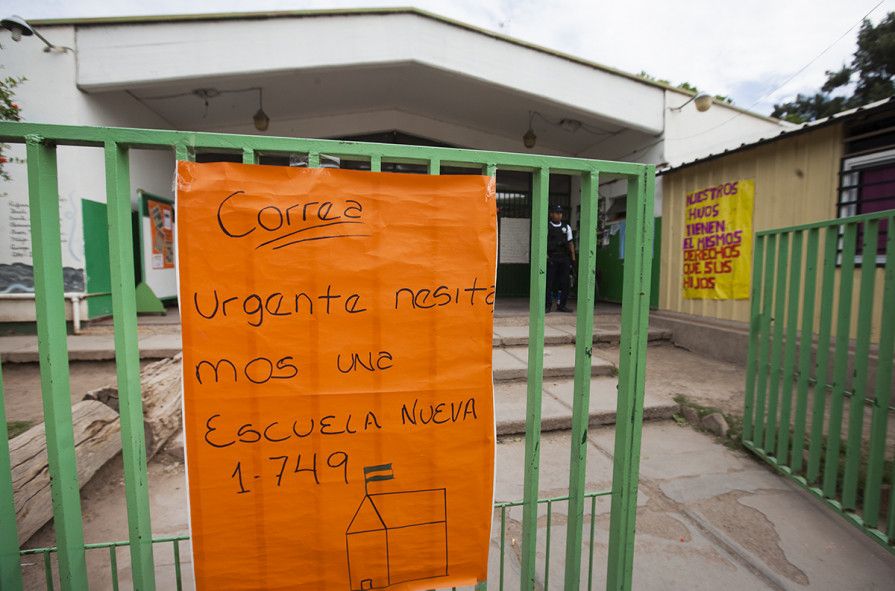 Correa
Urgente nesita
mos una
ESCUELA NUEVA
1-749
NUESTROS
HIJOS
TIENEN
EL MISMOS
DERECHOS
QUE SUS
HIJOS